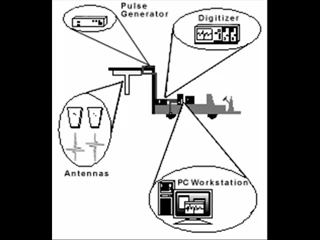 Pulse
Generator
Digitizer
Antennas
PC Workstation